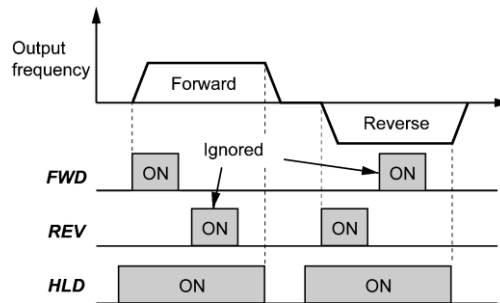 Output
frequency
Forward
Reverse
Ignored
FWD ON ON
REV ON ON
HLD ON ON